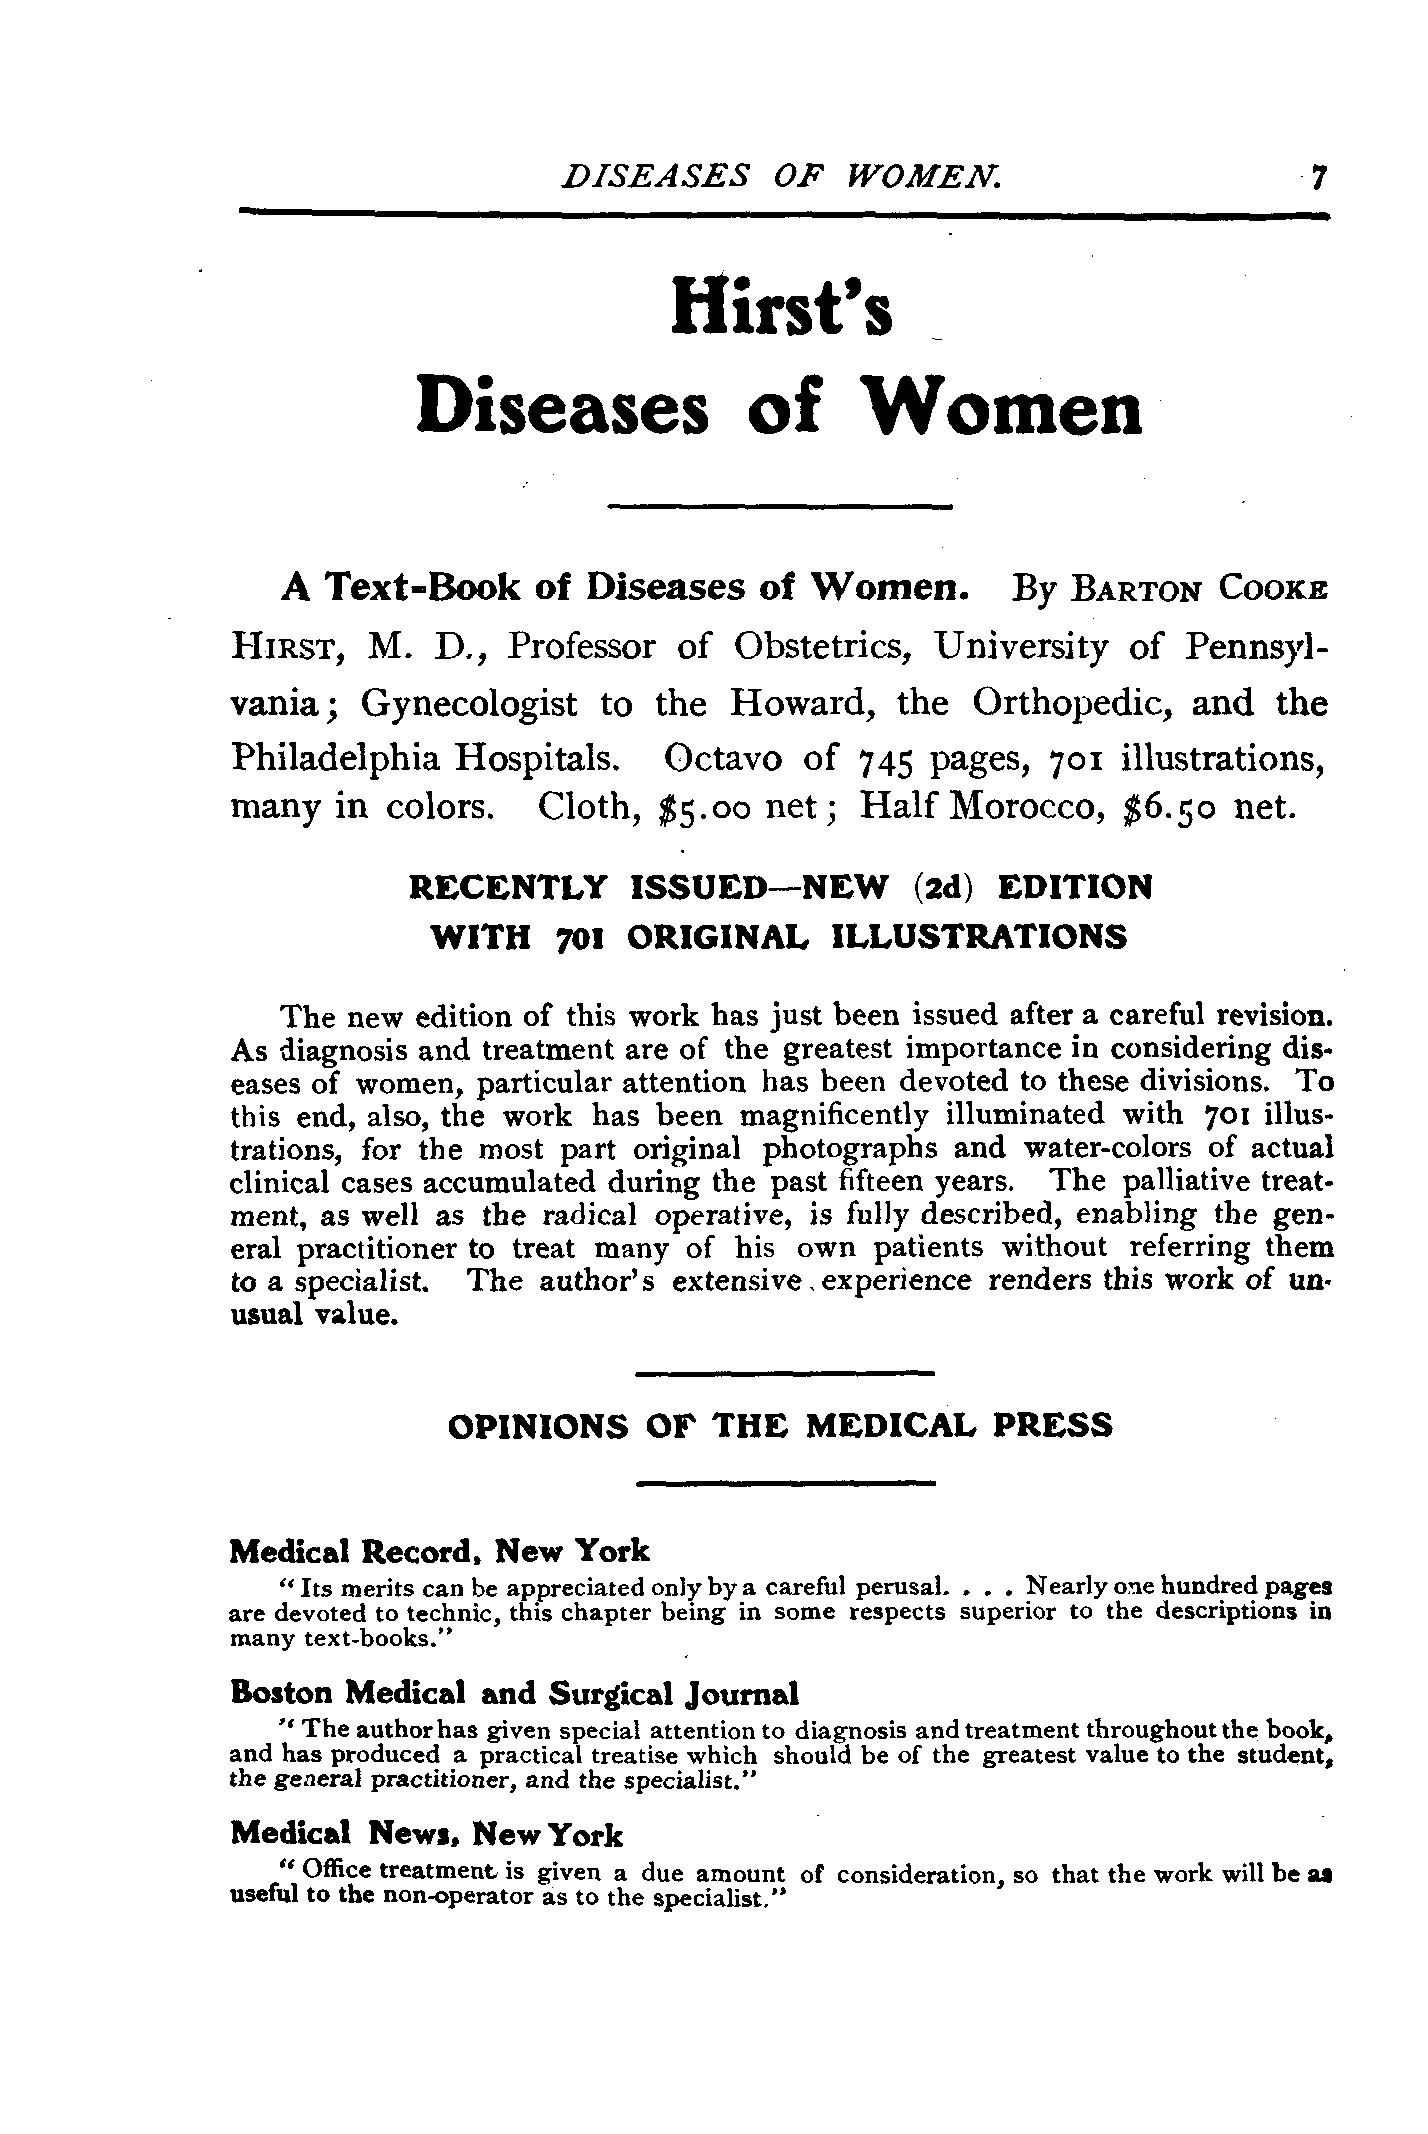 DISEASES OF WOMEN. 7
Hirst's
Diseases of Women
A Text-Book of Diseases of Women. By BARTON COOKE
HIRST, M. D., Professor of Obstetrics, University of Pennsyl-
vania; Gynecologist to the Howard, the Orthopedic, and the
Philadelphia Hospitals. Octavo of 745 pages, 701 illustrations,
many in colors. Cloth, $5.00 net; Half Morocco, $6.50 net.
RECENTLY ISSUED—NEW (2d) EDITION
WITH 701 ORIGINAL ILLUSTRATIONS
The new edition of this work has just been issued after a careful revision.
As diagnosis and treatment are of the greatest importance in considering dis-
eases of women, particular attention has been devoted to these divisions. To
this end, also, the work has been magnificently illuminated with 701 illus-
trations, for the most part original photographs and water-colors of actual
clinical cases accumulated during the past fifteen years. The palliative treat-
ment, as well as the radical operative, is fully described, enabling the gen-
eral practitioner to treat many of his own patients without referring them
to a specialist. The author's extensive experience renders this work of un-
usual value.
OPINIONS OF THE MEDICAL PRESS
Medical Record, New York
"Its merits can be appreciated only by a careful perusal. . . . Nearly one hundred pages
are devoted to technic, this chapter being in some respects superior to the descriptions in
many text-books."
Boston Medical and Surgical Journal
"The author has given special attention to diagnosis and treatment throughout the book,
and has produced a practical treatise which should be of the greatest value to the student,
the general practitioner, and the specialist."
Medical News, New York
"Office treatment is given a due amount of consideration, so that the work will be as
useful to the non-operator as to the specialist."